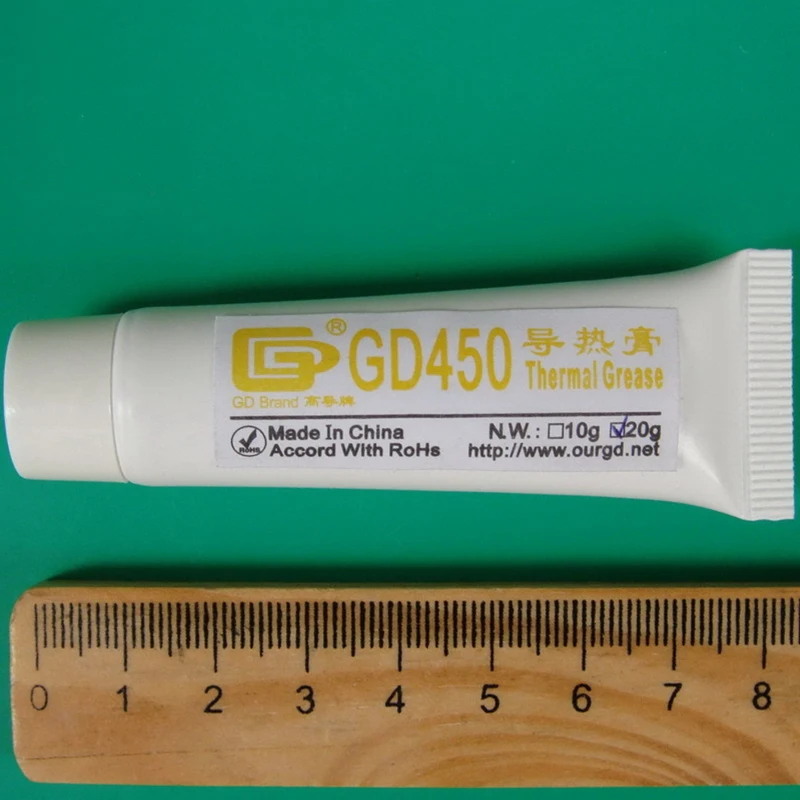 GD ® GD450 导热膏
Thermal Grease
GD Brand 高导牌
Made In China N.W.: □10g ☑20g
RoHS
Accord With RoHs http://www.ourgd.net
0 1 2 3 4 5 6 7 8